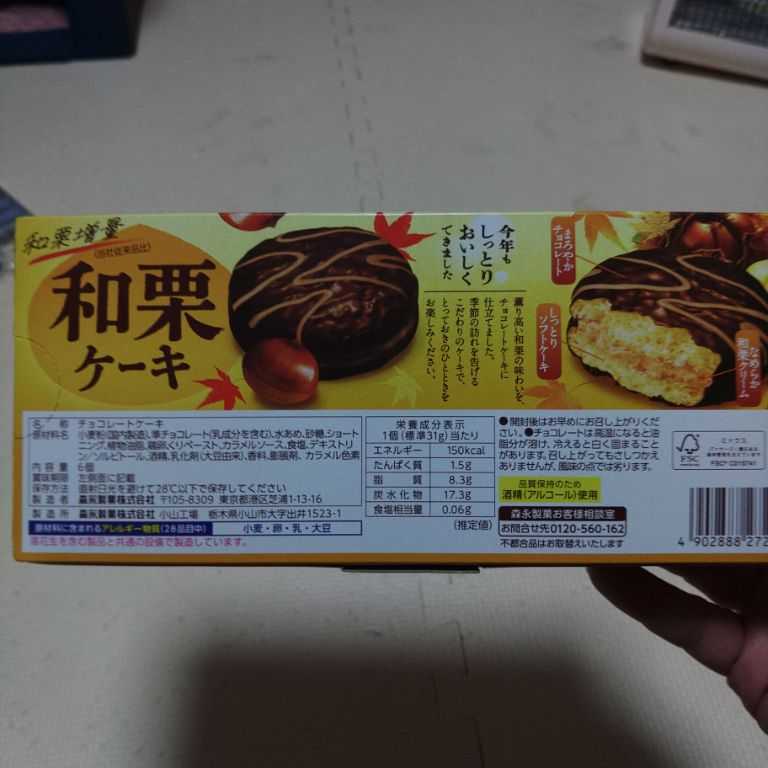 和栗増量
(当社従来品比)
和栗
ケーキ
今年も
しっとり
おいしく
できました
薫り高い和栗の味わいを、
チョコレートケーキに
仕立てました。
季節の訪れを告げる
こだわりのケーキで、
とっておきのひとときを
お楽しみください。
まろやか
チョコレート
しっとり
ソフトケーキ
なめらか
和栗クリーム
名 称 チョコレートケーキ
原材料名 小麦粉(国内製造)、準チョコレート(乳成分を含む)、水あめ、砂糖、ショート
ニング、植物油脂、鶏卵、くりペースト、カラメルソース、食塩、デキストリ
ン/ソルビトール、酒精、乳化剤(大豆由来)、香料、膨脹剤、カラメル色素
内 容 量 6個
賞味期限 左側面に記載
保存方法 直射日光を避けて28℃以下で保存してください
製 造 者 森永製菓株式会社 〒105-8309 東京都港区芝浦1-13-16
製 造 所 森永製菓株式会社 小山工場 栃木県小山市大字出井1523-1
原材料に含まれるアレルギー物質(28品目中) 小麦・卵・乳・大豆
落花生を含む製品と共通の設備で製造しています。
栄養成分表示
1個(標準31g)当たり
エネルギー 150kcal
たんぱく質 1.5g
脂 質 8.3g
炭水化物 17.3g
食塩相当量 0.06g
(推定値)
●開封後はお早めにお召し上がりくだ
さい。●チョコレートは高温になると油
脂分が溶け、冷えると白く固まること
があります。召し上がってもさしつかえ
ありませんが、風味の点では劣ります。
品質保持のため
酒精(アルコール)使用
森永製菓お客様相談室
お問合せ先0120-560-162
不都合品はお取替えいたします
FSC
ミックス
4 902888 272